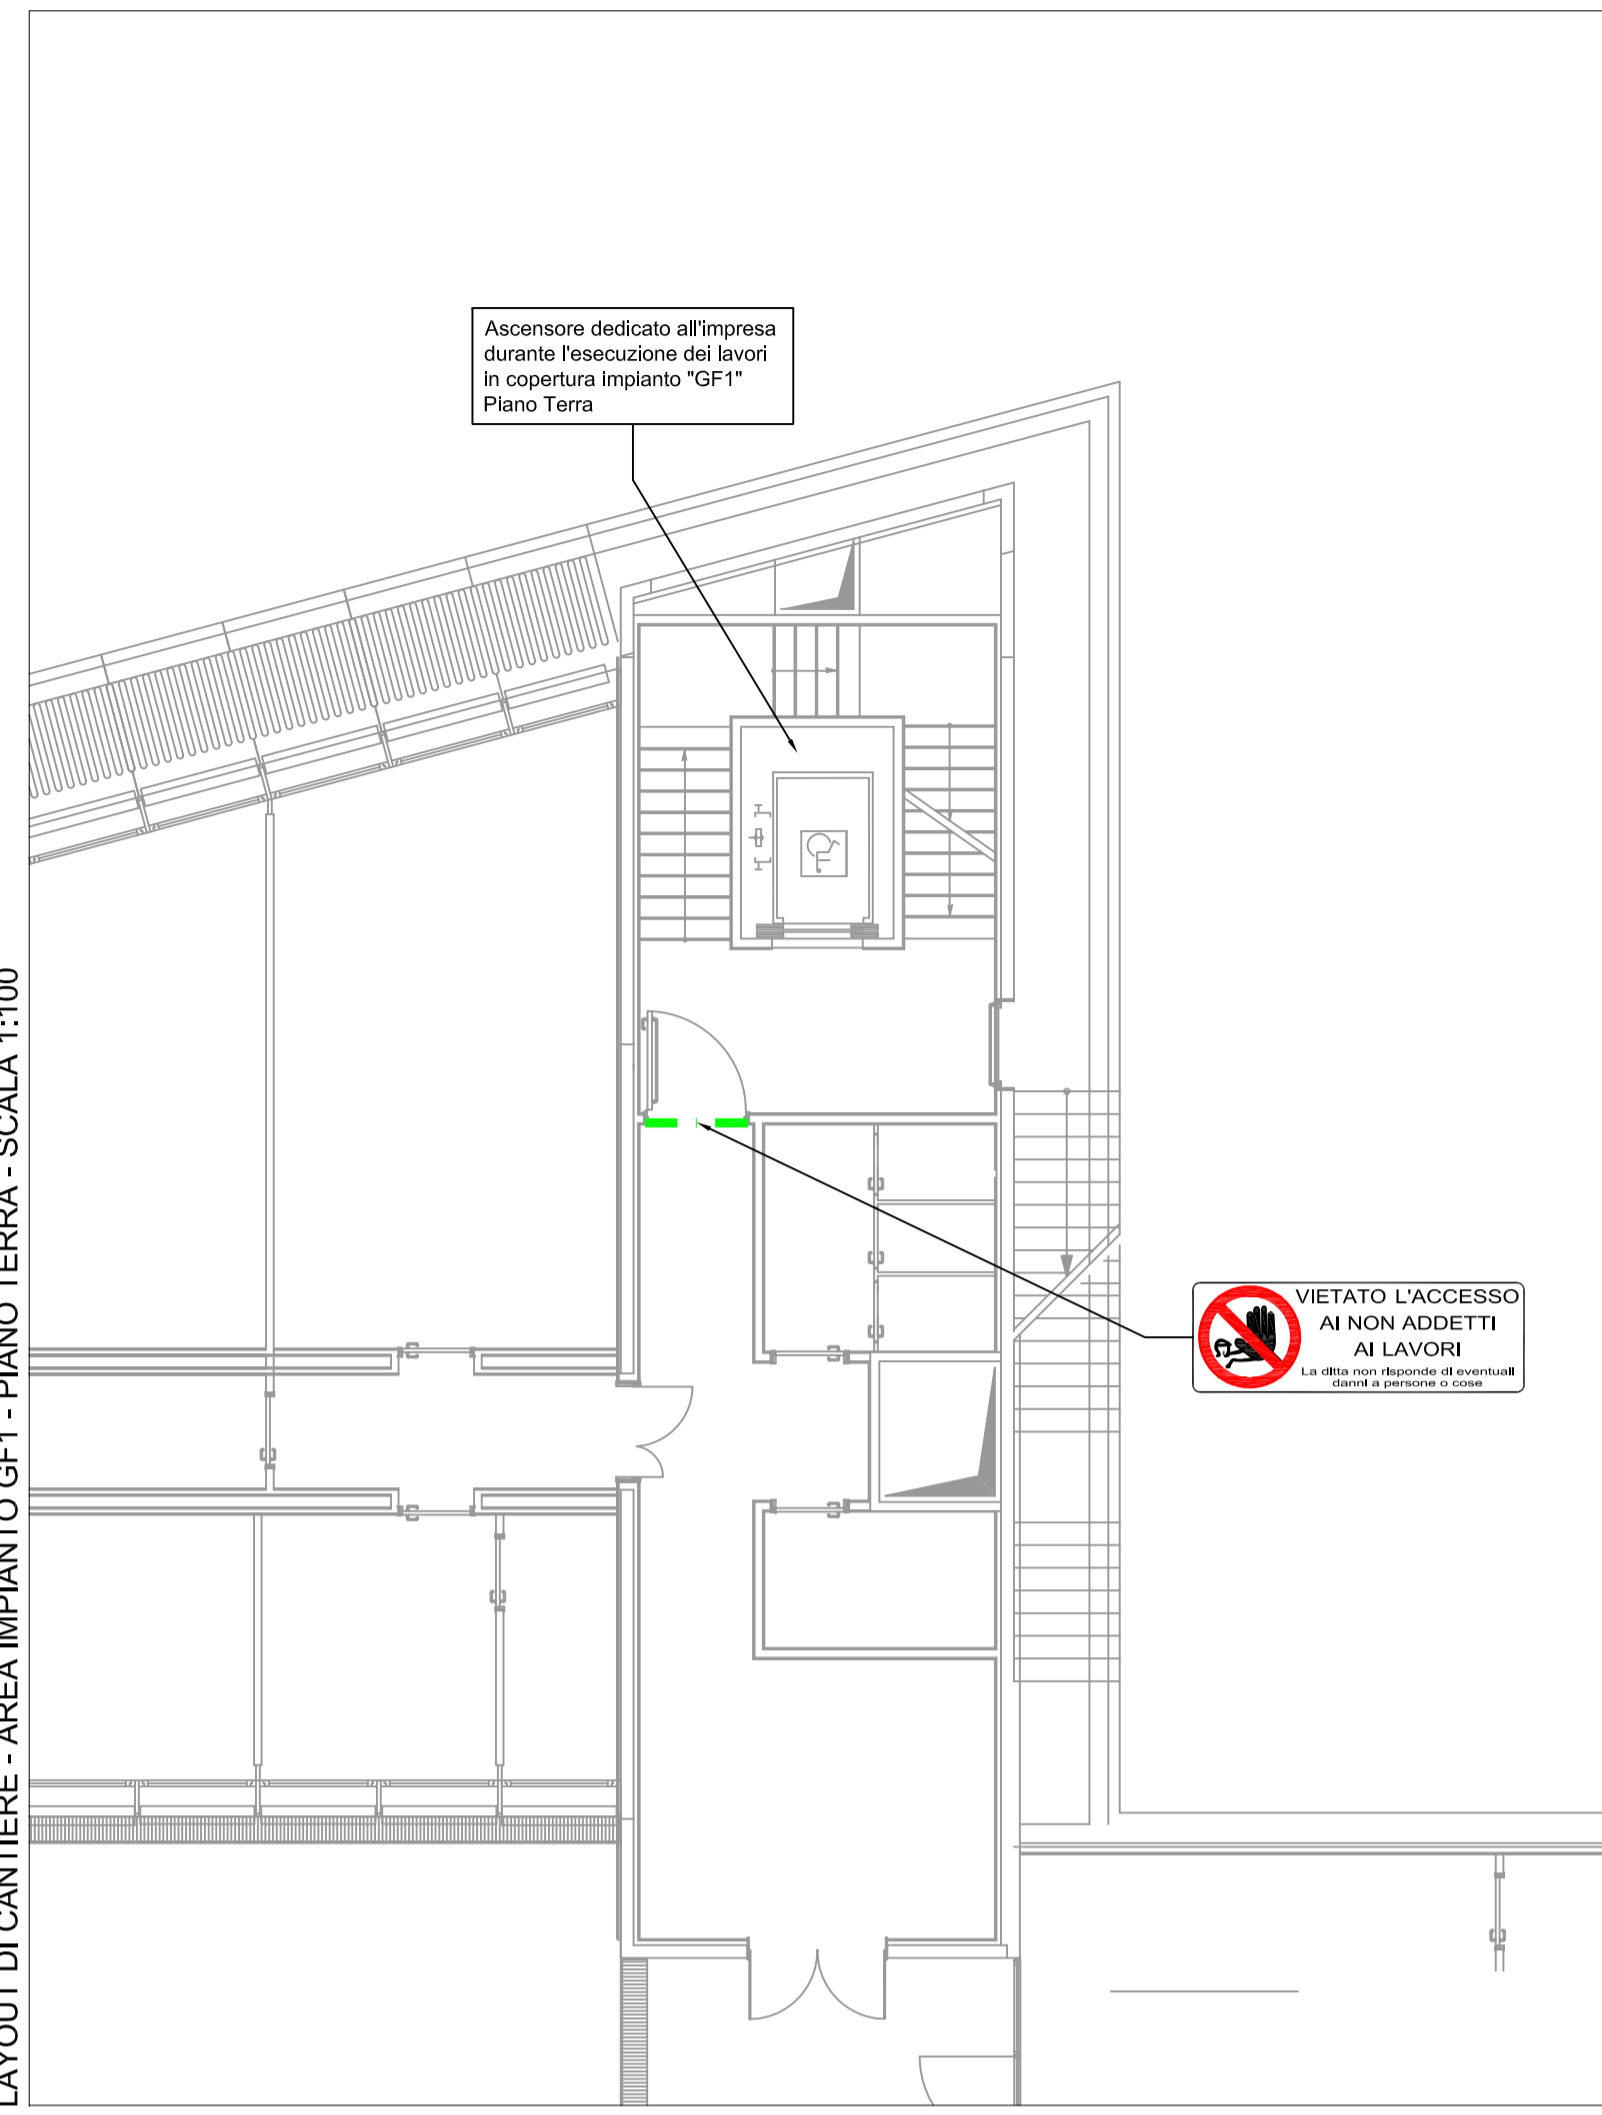 LAYOUT DI CANTIERE - AREA IMPIANTO GF1 - PIANO TERRA - SCALA 1:100
Ascensore dedicato all'impresa
durante l'esecuzione dei lavori
in copertura impianto "GF1"
Piano Terra
VIETATO L'ACCESSO
AI NON ADDETTI
AI LAVORI
La ditta non risponde di eventuali
danni a persone o cose